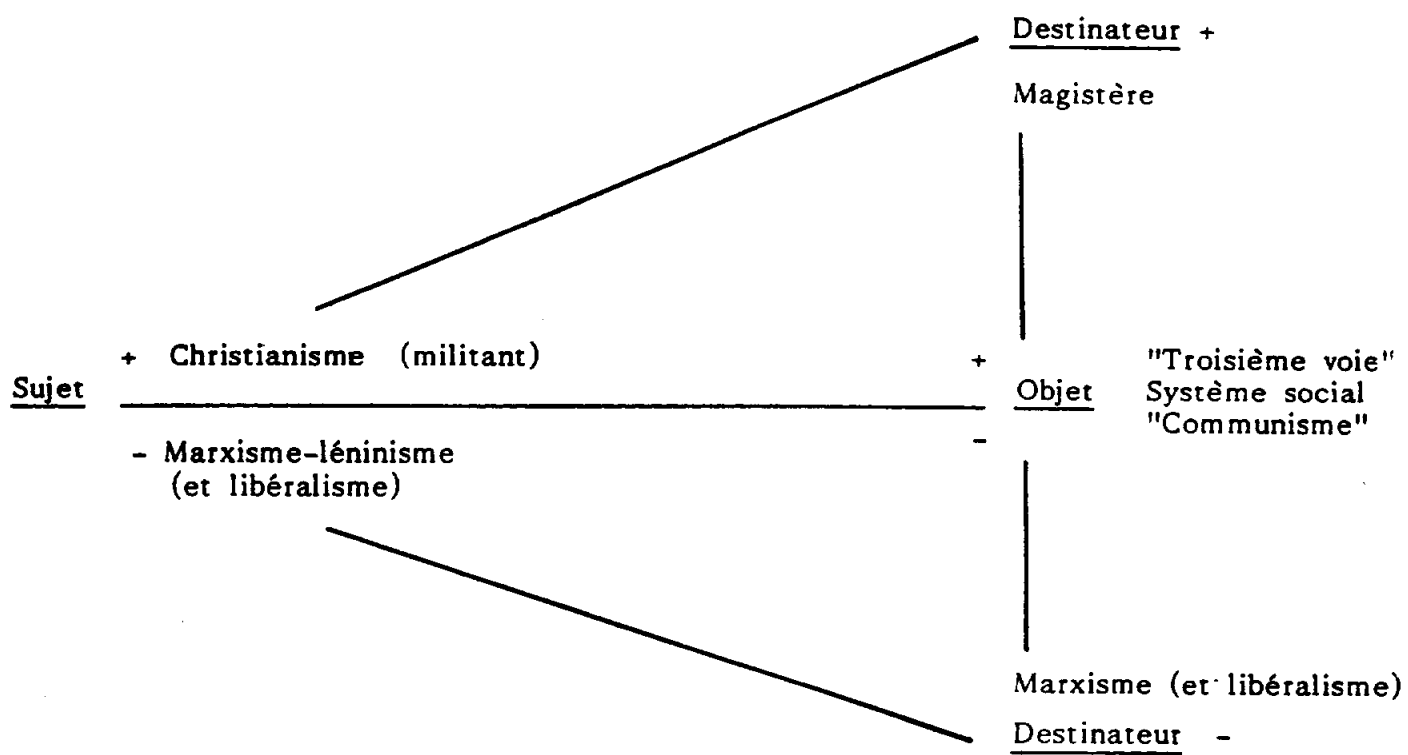 Destinateur +
Magistère
+ Christianisme (militant)
+ "Troisième voie"
Sujet
Objet Système social
"Communisme"
-
- Marxisme-léninisme
(et libéralisme)
Marxisme (et libéralisme)
Destinateur -